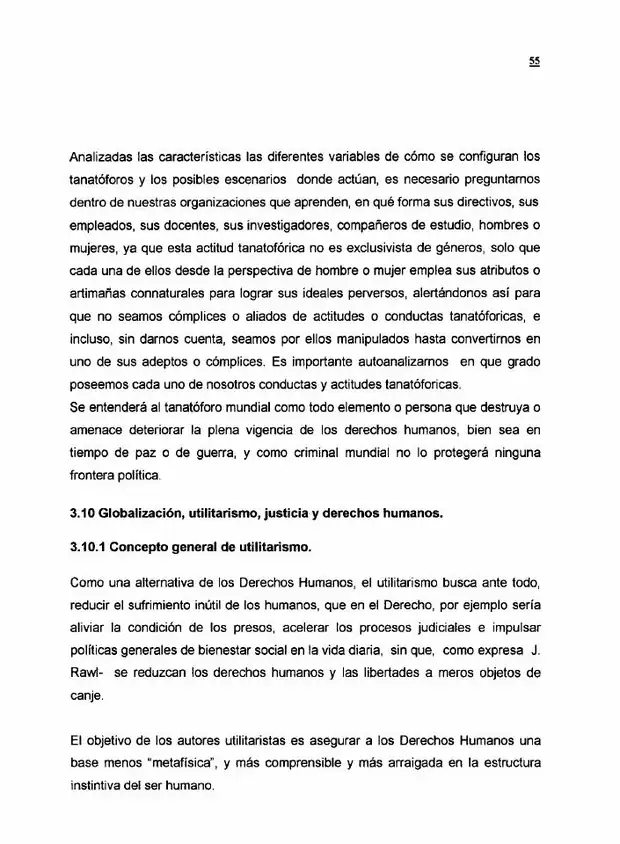 55
Analizadas las características las diferentes variables de cómo se configuran los
tanatóforos y los posibles escenarios donde actúan, es necesario preguntarnos
dentro de nuestras organizaciones que aprenden, en qué forma sus directivos, sus
empleados, sus docentes, sus investigadores, compañeros de estudio, hombres o
mujeres, ya que esta actitud tanatofórica no es exclusivista de géneros, solo que
cada una de ellos desde la perspectiva de hombre o mujer emplea sus atributos o
artimañas connaturales para lograr sus ideales perversos, alertándonos así para
que no seamos cómplices o aliados de actitudes o conductas tanatóforicas, e
incluso, sin darnos cuenta, seamos por ellos manipulados hasta convertirnos en
uno de sus adeptos o cómplices. Es importante autoanalizarnos en que grado
poseemos cada uno de nosotros conductas y actitudes tanatóforicas.
Se entenderá al tanatóforo mundial como todo elemento o persona que destruya o
amenace deteriorar la plena vigencia de los derechos humanos, bien sea en
tiempo de paz o de guerra, y como criminal mundial no lo protegerá ninguna
frontera política.
3.10 Globalización, utilitarismo, justicia y derechos humanos.
3.10.1 Concepto general de utilitarismo.
Como una alternativa de los Derechos Humanos, el utilitarismo busca ante todo,
reducir el sufrimiento inútil de los humanos, que en el Derecho, por ejemplo sería
aliviar la condición de los presos, acelerar los procesos judiciales e impulsar
políticas generales de bienestar social en la vida diaria, sin que, como expresa J.
Rawl- se reduzcan los derechos humanos y las libertades a meros objetos de
canje.
El objetivo de los autores utilitaristas es asegurar a los Derechos Humanos una
base menos “metafísica”, y más comprensible y más arraigada en la estructura
instintiva del ser humano.